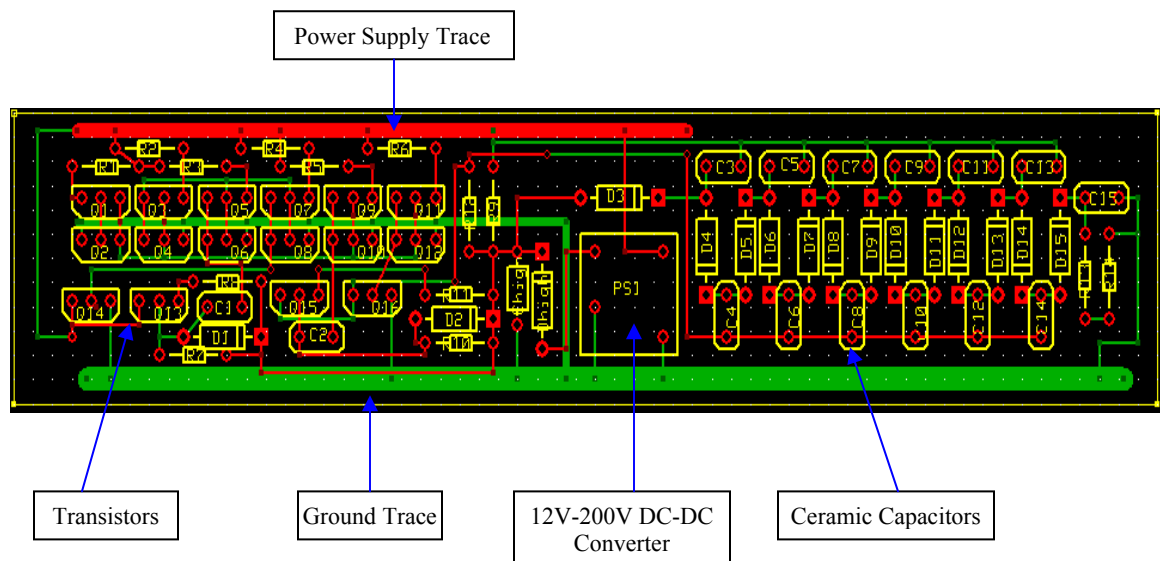 Power Supply Trace
R2 R4 R6
R1 R3 R5
C3 C5 C7 C9 C11 C13
Q1 Q3 Q5 Q7 Q9 Q11
D3
C15
Q2 Q4 Q6 Q8 Q10 Q12
R9
D4 D5 D6 D7 D8 D9 D10 D11 D12 D13 D14 D15
R8
PS1
Q14 Q13 C1 Q15 Q16
D2
C4 C6 C8 C10 C12 C14
D1 C2
R10
R7
Transistors
Ground Trace
12V-200V DC-DC
Converter
Ceramic Capacitors